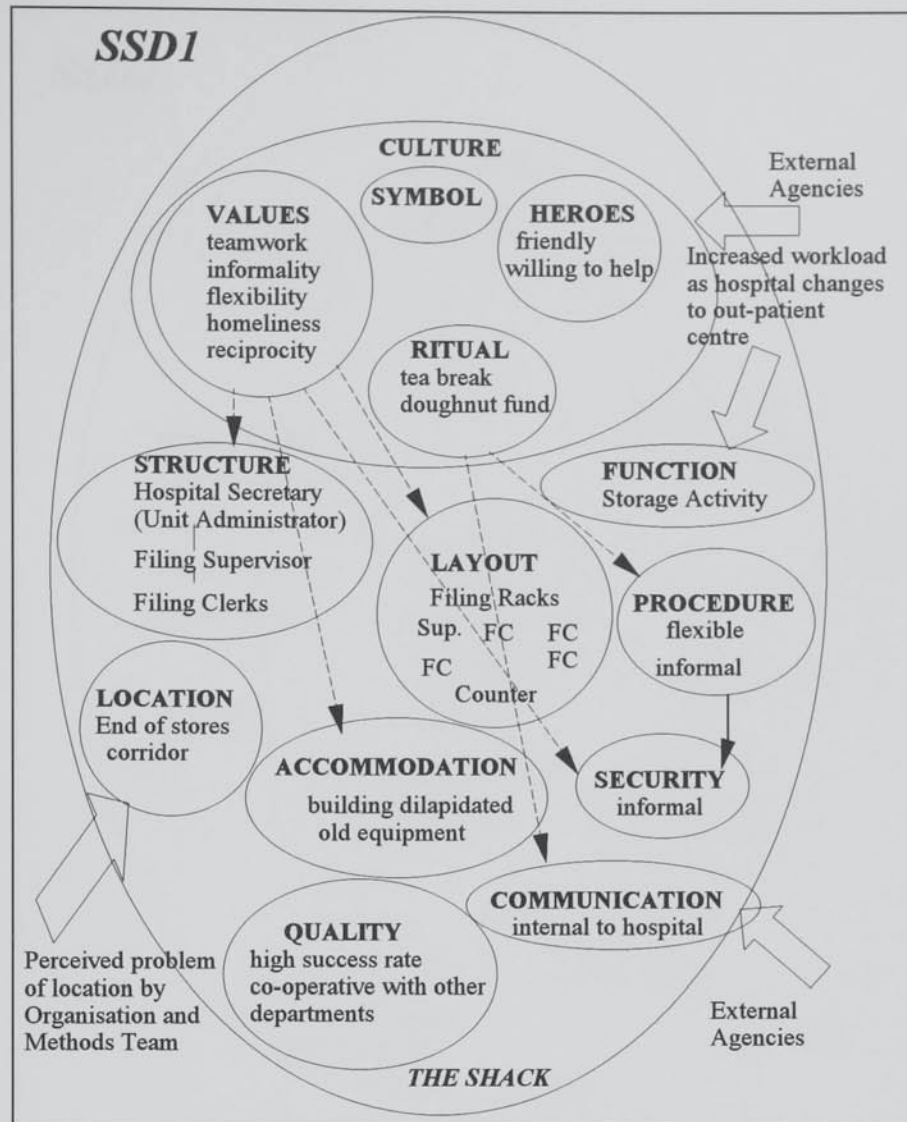 SSD1
CULTURE
SYMBOL
VALUES
teamwork
informality
flexibility
homeliness
reciprocity
HEROES
friendly
willing to help
External
Agencies
Increased workload
as hospital changes
to out-patient
centre
RITUAL
tea break
doughnut fund
STRUCTURE
Hospital Secretary
(Unit Administrator)
Filing Supervisor
Filing Clerks
FUNCTION
Storage Activity
LAYOUT
Filing Racks
Sup. FC FC
FC FC
Counter
PROCEDURE
flexible
informal
LOCATION
End of stores
corridor
ACCOMMODATION
building dilapidated
old equipment
SECURITY
informal
COMMUNICATION
internal to hospital
QUALITY
high success rate
co-operative with other
departments
Perceived problem
of location by
Organisation and
Methods Team
External
Agencies
THE SHACK